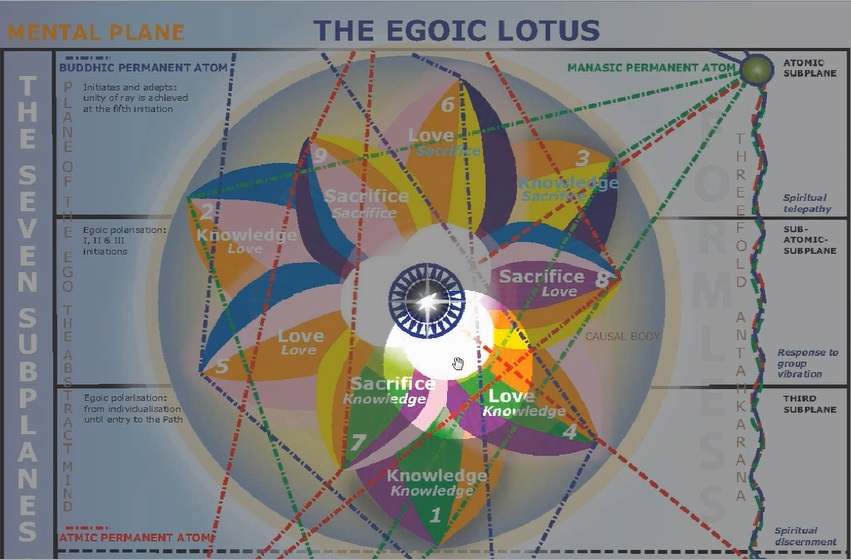 MENTAL PLANE
THE EGOIC LOTUS
THE SEVEN SUBPLANES
PLANE OF THE EGO THE ABSTRACT MIND
BUDDHIC PERMANENT ATOM
Initiates and adepts:
unity of ray is achieved
at the fifth initiation
MANASIC PERMANENT ATOM
ATOMIC
SUBPLANE
6
Love
Sacrifice
9
Sacrifice
Sacrifice
3
Knowledge
Sacrifice
2
Knowledge
Love
FORMLESS
THREEFOLD ANTAHKARANA
Spiritual
telepathy
Egoic polarisation:
I, II & III
initiations
SUB-
ATOMIC-
SUBPLANE
Sacrifice
Love
8
Love
Love
5
CAUSAL BODY
Response to
group
vibration
Egoic polarisation:
from individualisation
until entry to the Path
THIRD
SUBPLANE
Sacrifice
Knowledge
7
Love
Knowledge
4
Knowledge
Knowledge
1
ATMIC PERMANENT ATOM
Spiritual
discernment